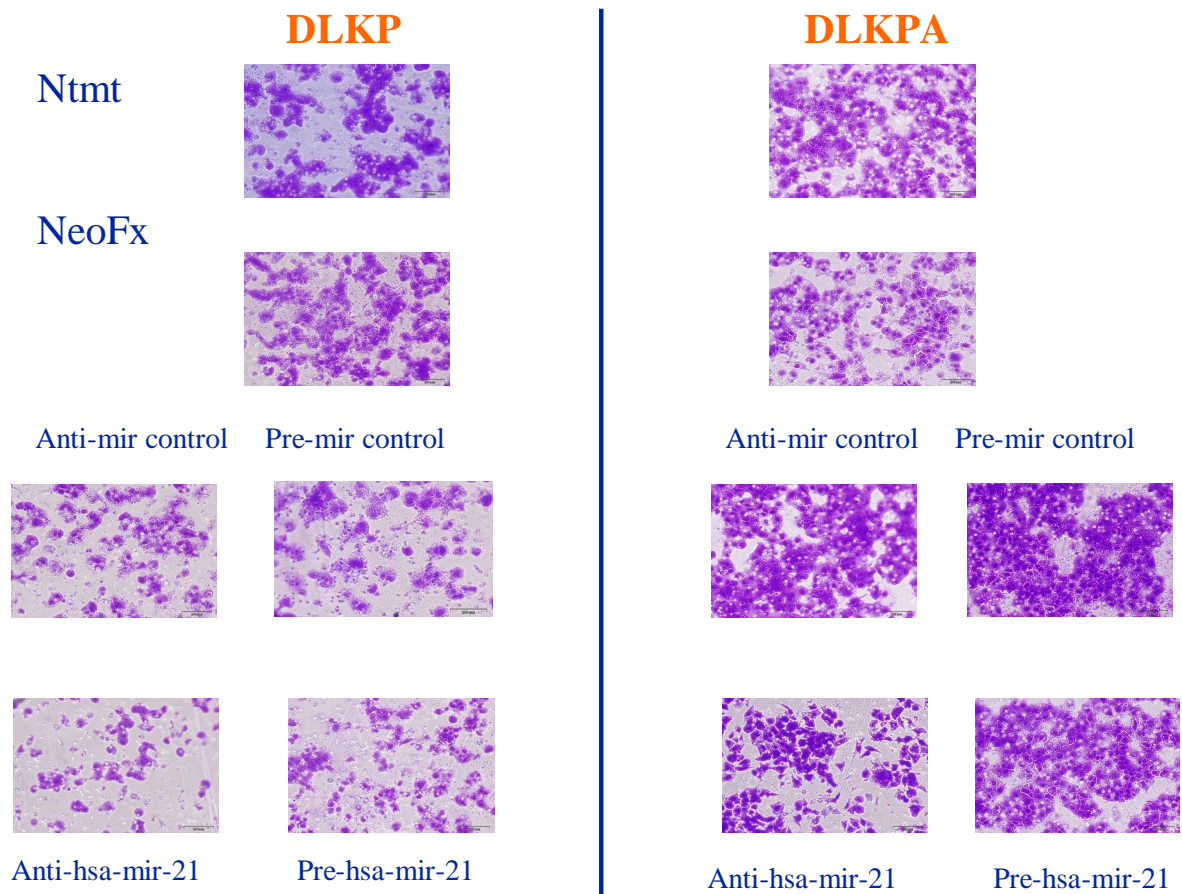 DLKP
DLKPA
Ntmt
NeoFx
Anti-mir control
Pre-mir control
Anti-mir control
Pre-mir control
Anti-hsa-mir-21
Pre-hsa-mir-21
Anti-hsa-mir-21
Pre-hsa-mir-21